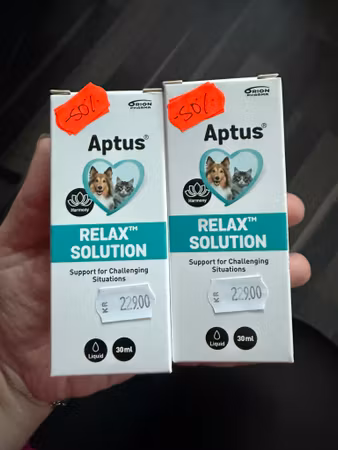 -50%
ORION
PHARMA
Aptus®
Harmony
RELAX™
SOLUTION
Support for Challenging
Situations
KR 229.00
Liquid
30ml
-50%
ORION
PHARMA
Aptus®
Harmony
RELAX™
SOLUTION
Support for Challenging
Situations
KR 229.00
Liquid
30ml